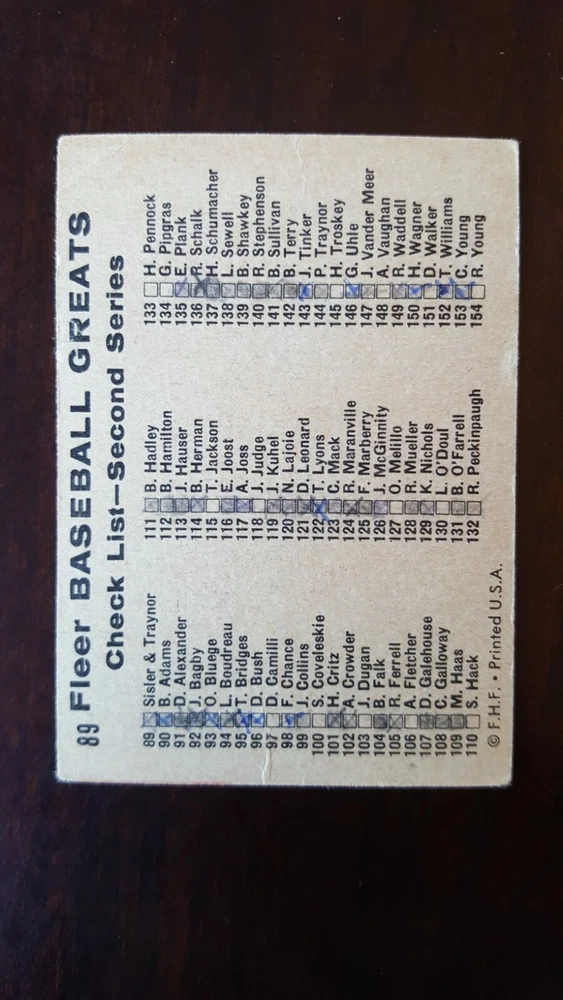 89 Fleer BASEBALL GREATS
Check List—Second Series
89 Sisler & Traynor
90 B. Adams
91 D. Alexander
92 J. Bagby
93 O. Bluege
94 L. Boudreau
95 T. Bridges
96 D. Bush
97 D. Camilli
98 F. Chance
99 J. Collins
100 S. Coveleskie
101 H. Critz
102 A. Crowder
103 J. Dugan
104 B. Falk
105 R. Ferrell
106 A. Fletcher
107 D. Galehouse
108 C. Galloway
109 M. Haas
110 S. Hack
111 B. Hadley
112 B. Hamilton
113 J. Hauser
114 B. Herman
115 T. Jackson
116 E. Joost
117 A. Joss
118 J. Judge
119 J. Kuhel
120 N. Lajoie
121 D. Leonard
122 T. Lyons
123 C. Mack
124 R. Maranville
125 F. Marberry
126 J. McGinnity
127 O. Melillo
128 R. Mueller
129 K. Nichols
130 L. O'Doul
131 B. O'Farrell
132 R. Peckinpaugh
133 H. Pennock
134 G. Pipgras
135 E. Plank
136 R. Schalk
137 H. Schumacher
138 L. Sewell
139 B. Shawkey
140 R. Stephenson
141 B. Sullivan
142 B. Terry
143 J. Tinker
144 P. Traynor
145 H. Troskey
146 G. Uhle
147 J. Vander Meer
148 A. Vaughan
149 R. Waddell
150 H. Wagner
151 D. Walker
152 T. Williams
153 C. Young
154 R. Young
© F.H.F. • Printed U.S.A.